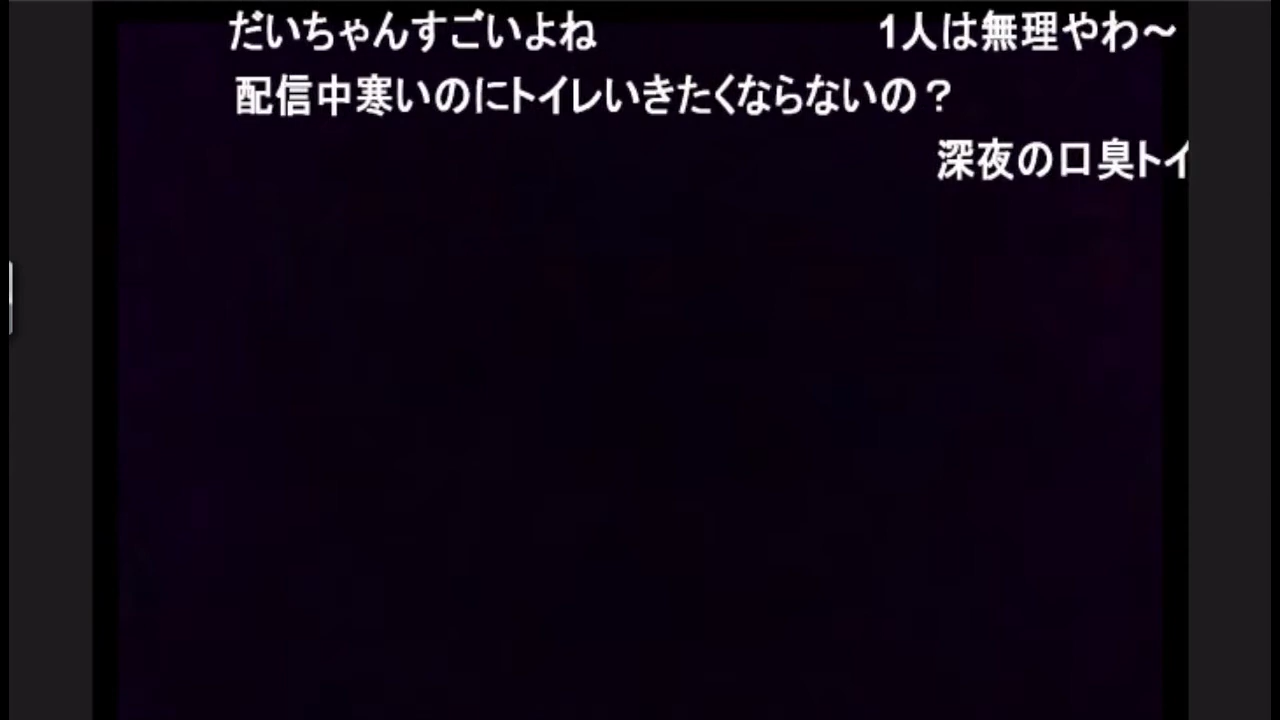 だいちゃんすごいよね
1人は無理やわ〜
配信中寒いのにトイレいきたくならないの？
深夜の口臭トイ